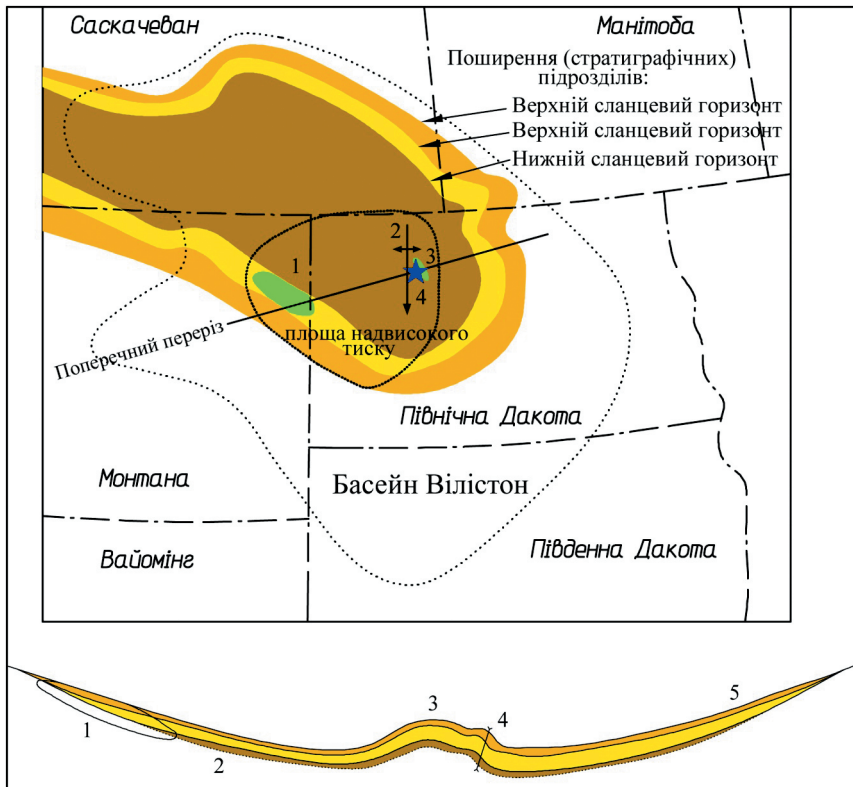 Саскачеван
Манітоба
Поширення (стратиграфічних)
підрозділів:
Верхній сланцевий горизонт
Верхній сланцевий горизонт
Нижній сланцевий горизонт
2
1
3
4
площа надвисокого
тиску
Поперечний переріз
Північна Дакота
Монтана
Басейн Вілістон
Вайомінг
Південна Дакота
3
4
5
1
2